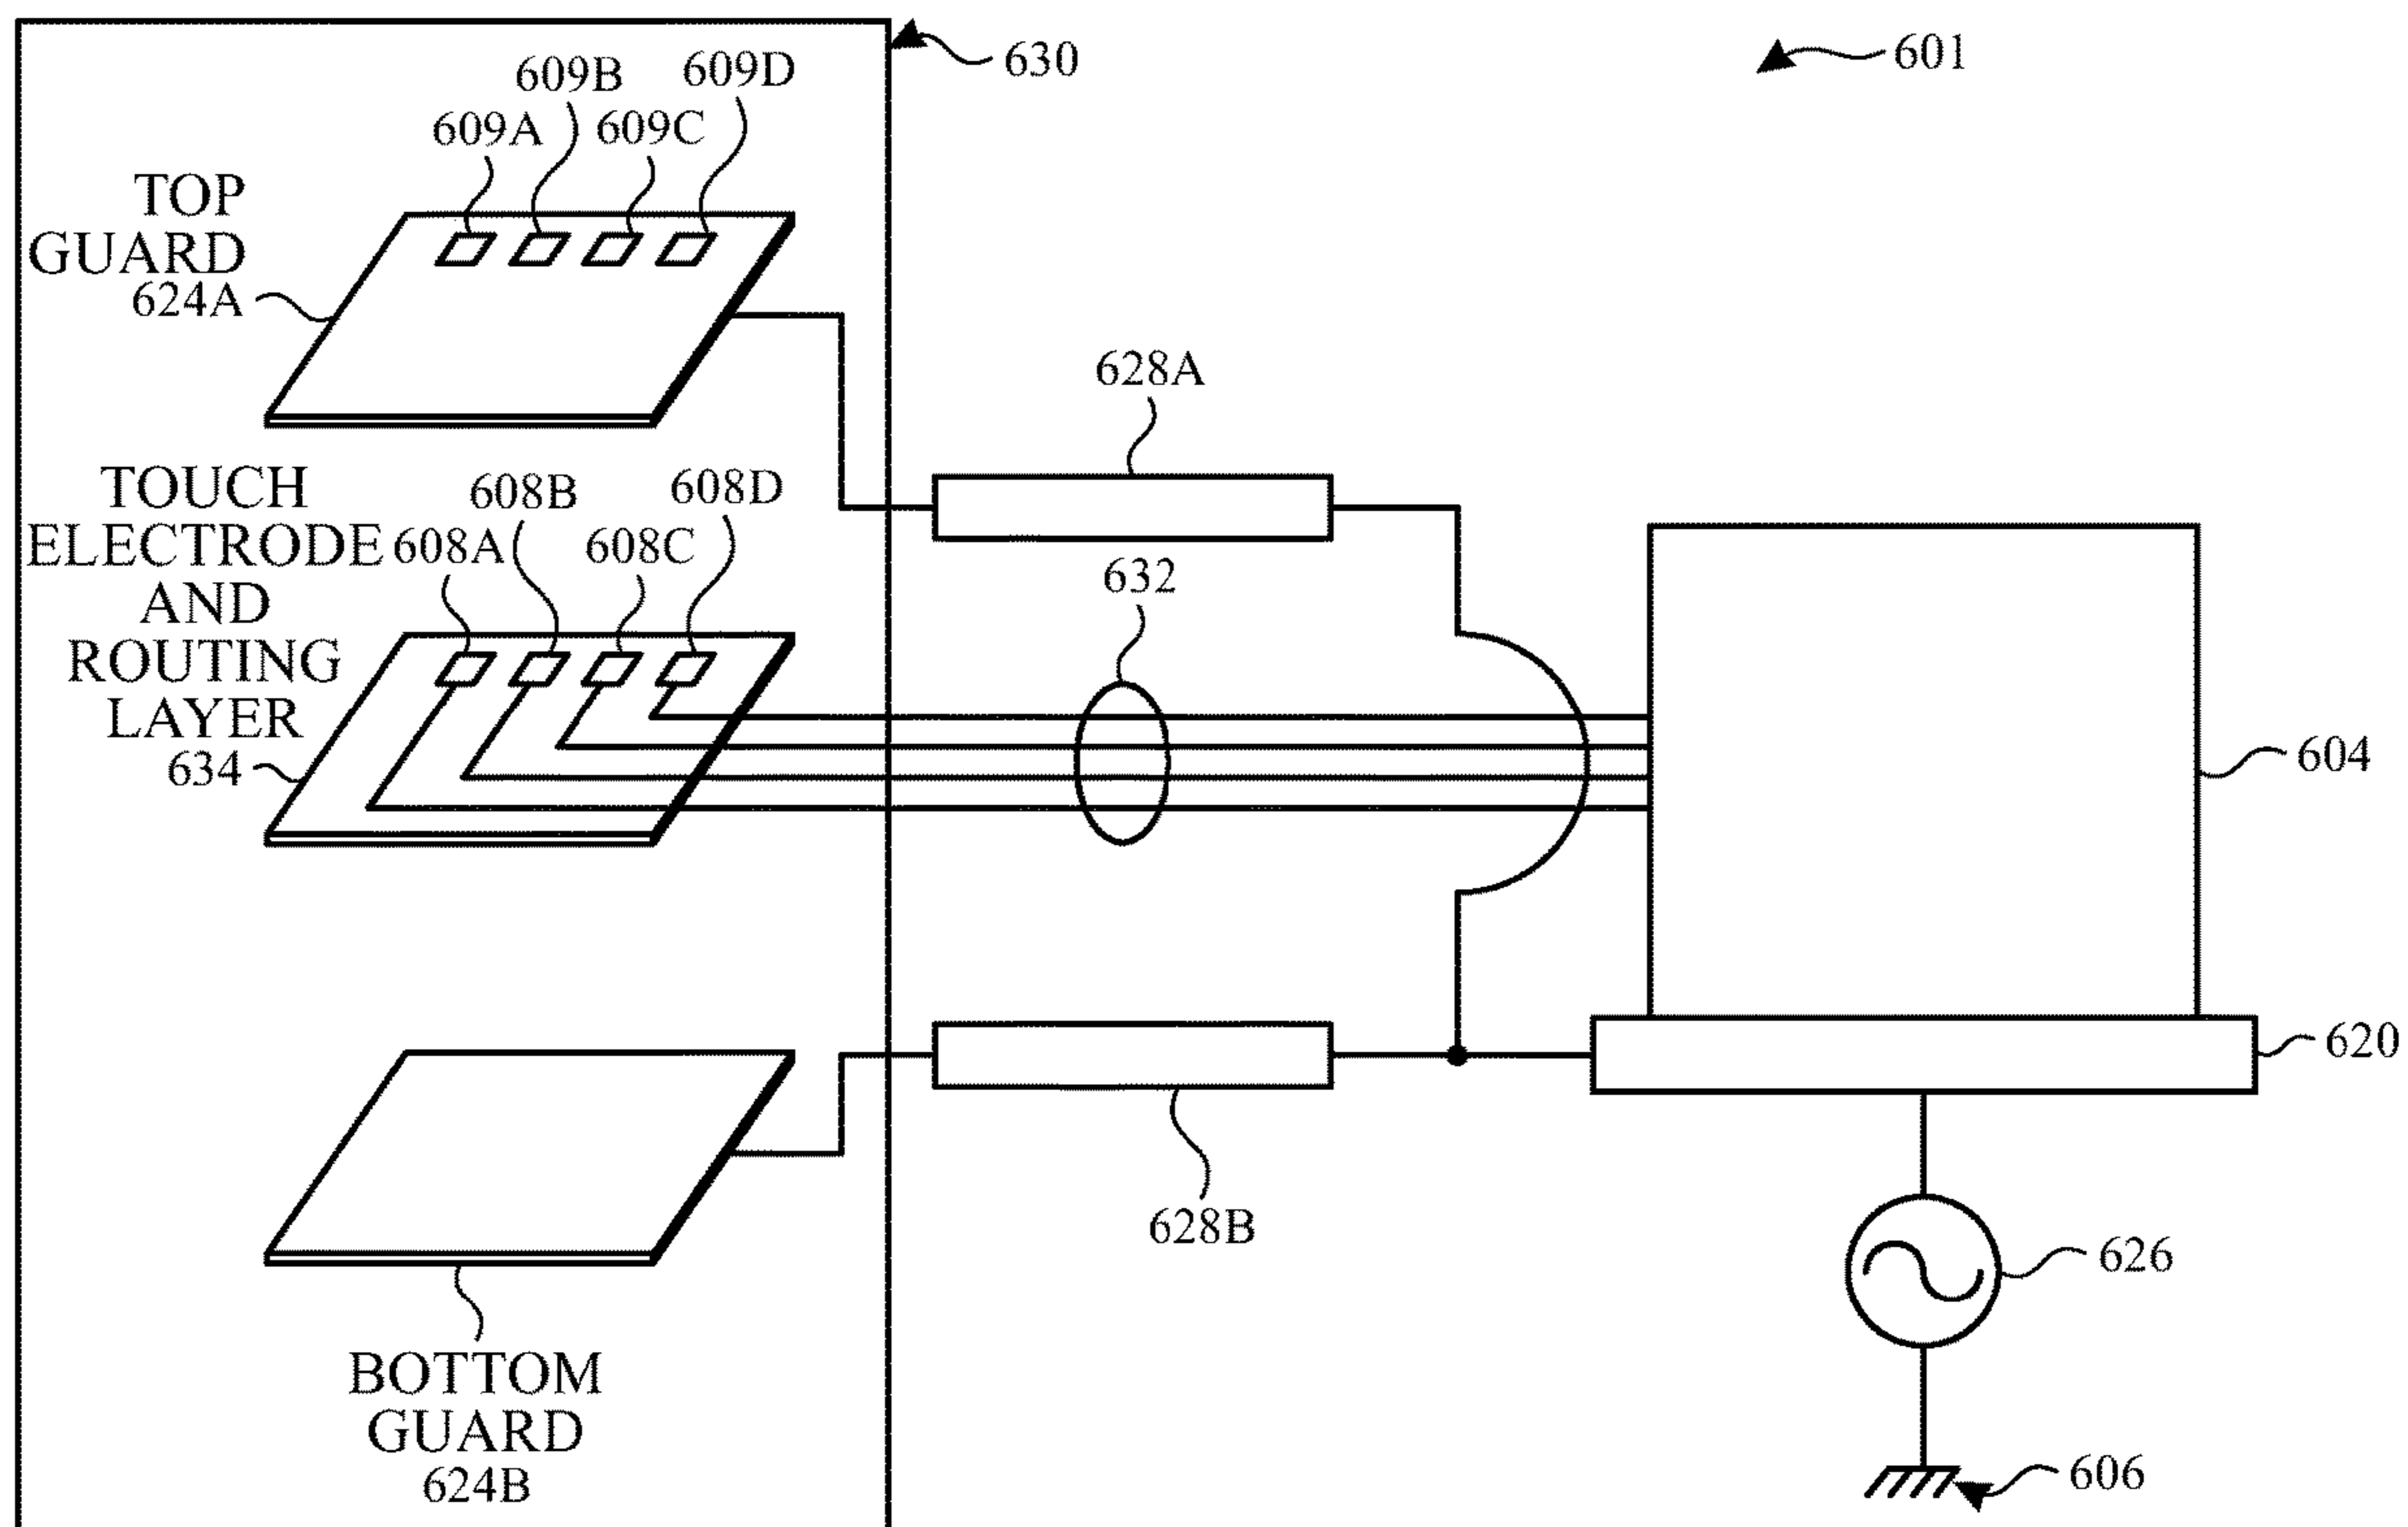 630
601
609B
609D
609A
609C
TOP
GUARD
624A
628A
TOUCH
ELECTRODE
AND
ROUTING
LAYER
634
608B
608D
608A
608C
632
604
620
628B
626
BOTTOM
GUARD
624B
606